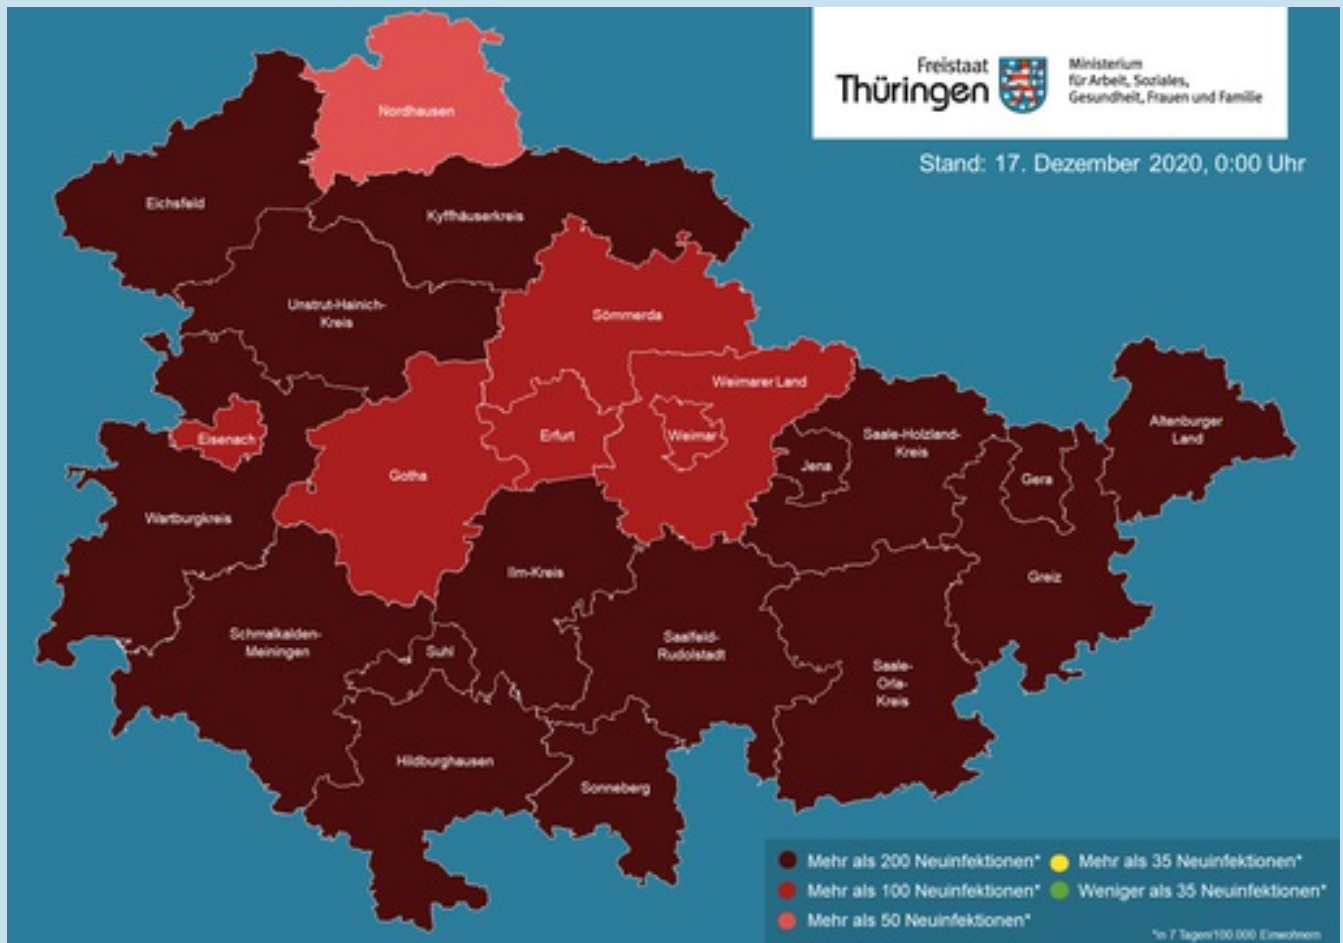 Freistaat
Thüringen
Ministerium
für Arbeit, Soziales,
Gesundheit, Frauen und Familie
Stand: 17. Dezember 2020, 0:00 Uhr
Nordhausen
Eichsfeld
Kyffhäuserkreis
Unstrut-Hainich-
Kreis
Sömmerda
Weimarer Land
Eisenach
Erfurt
Weimar
Gotha
Jena
Saale-Holzland-
Kreis
Gera
Altenburger
Land
Wartburgkreis
Ilm-Kreis
Greiz
Schmalkalden-
Meiningen
Suhl
Saalfeld-
Rudolstadt
Saale-
Orla-
Kreis
Hildburghausen
Sonneberg
Mehr als 200 Neuinfektionen*
Mehr als 35 Neuinfektionen*
Mehr als 100 Neuinfektionen*
Weniger als 35 Neuinfektionen*
Mehr als 50 Neuinfektionen*
*in 7 Tagen/100 000 Einwohnern